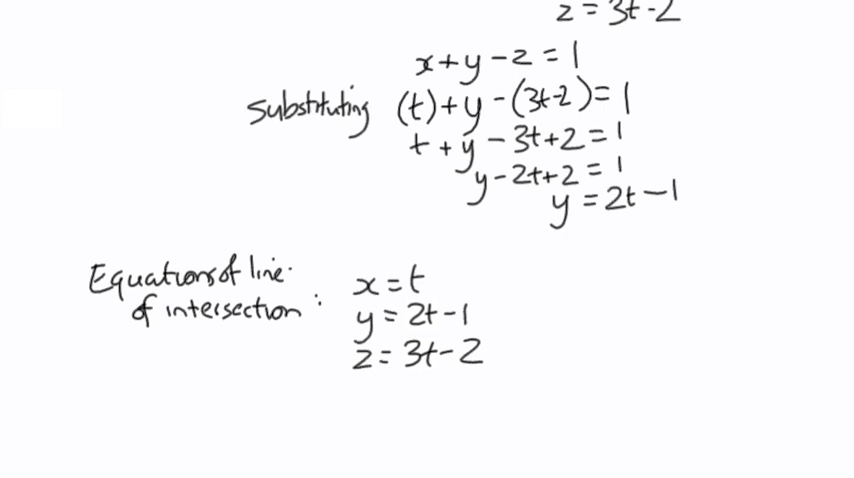 z = 3t - 2
x + y - z = 1
Substituting (t) + y - (3t-2) = 1
t + y - 3t + 2 = 1
y - 2t + 2 = 1
y = 2t - 1
Equations of line
of intersection :
x = t
y = 2t - 1
z = 3t - 2